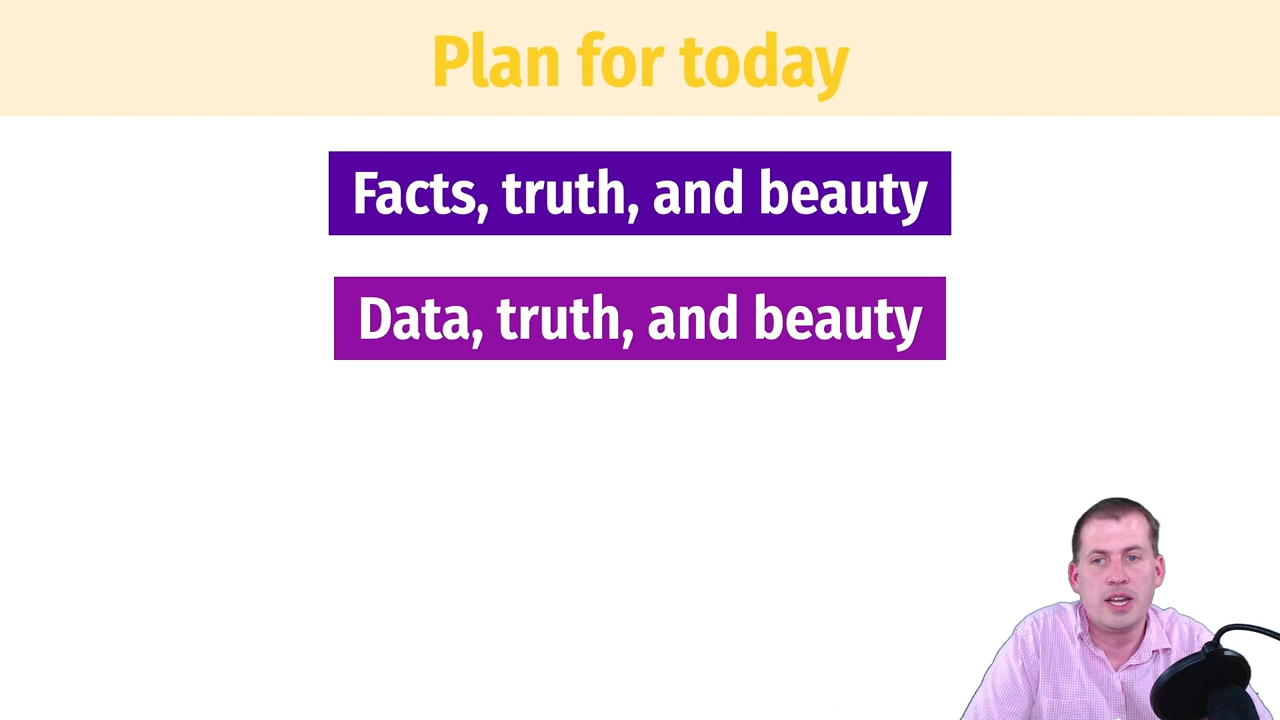 Plan for today
Facts, truth, and beauty
Data, truth, and beauty